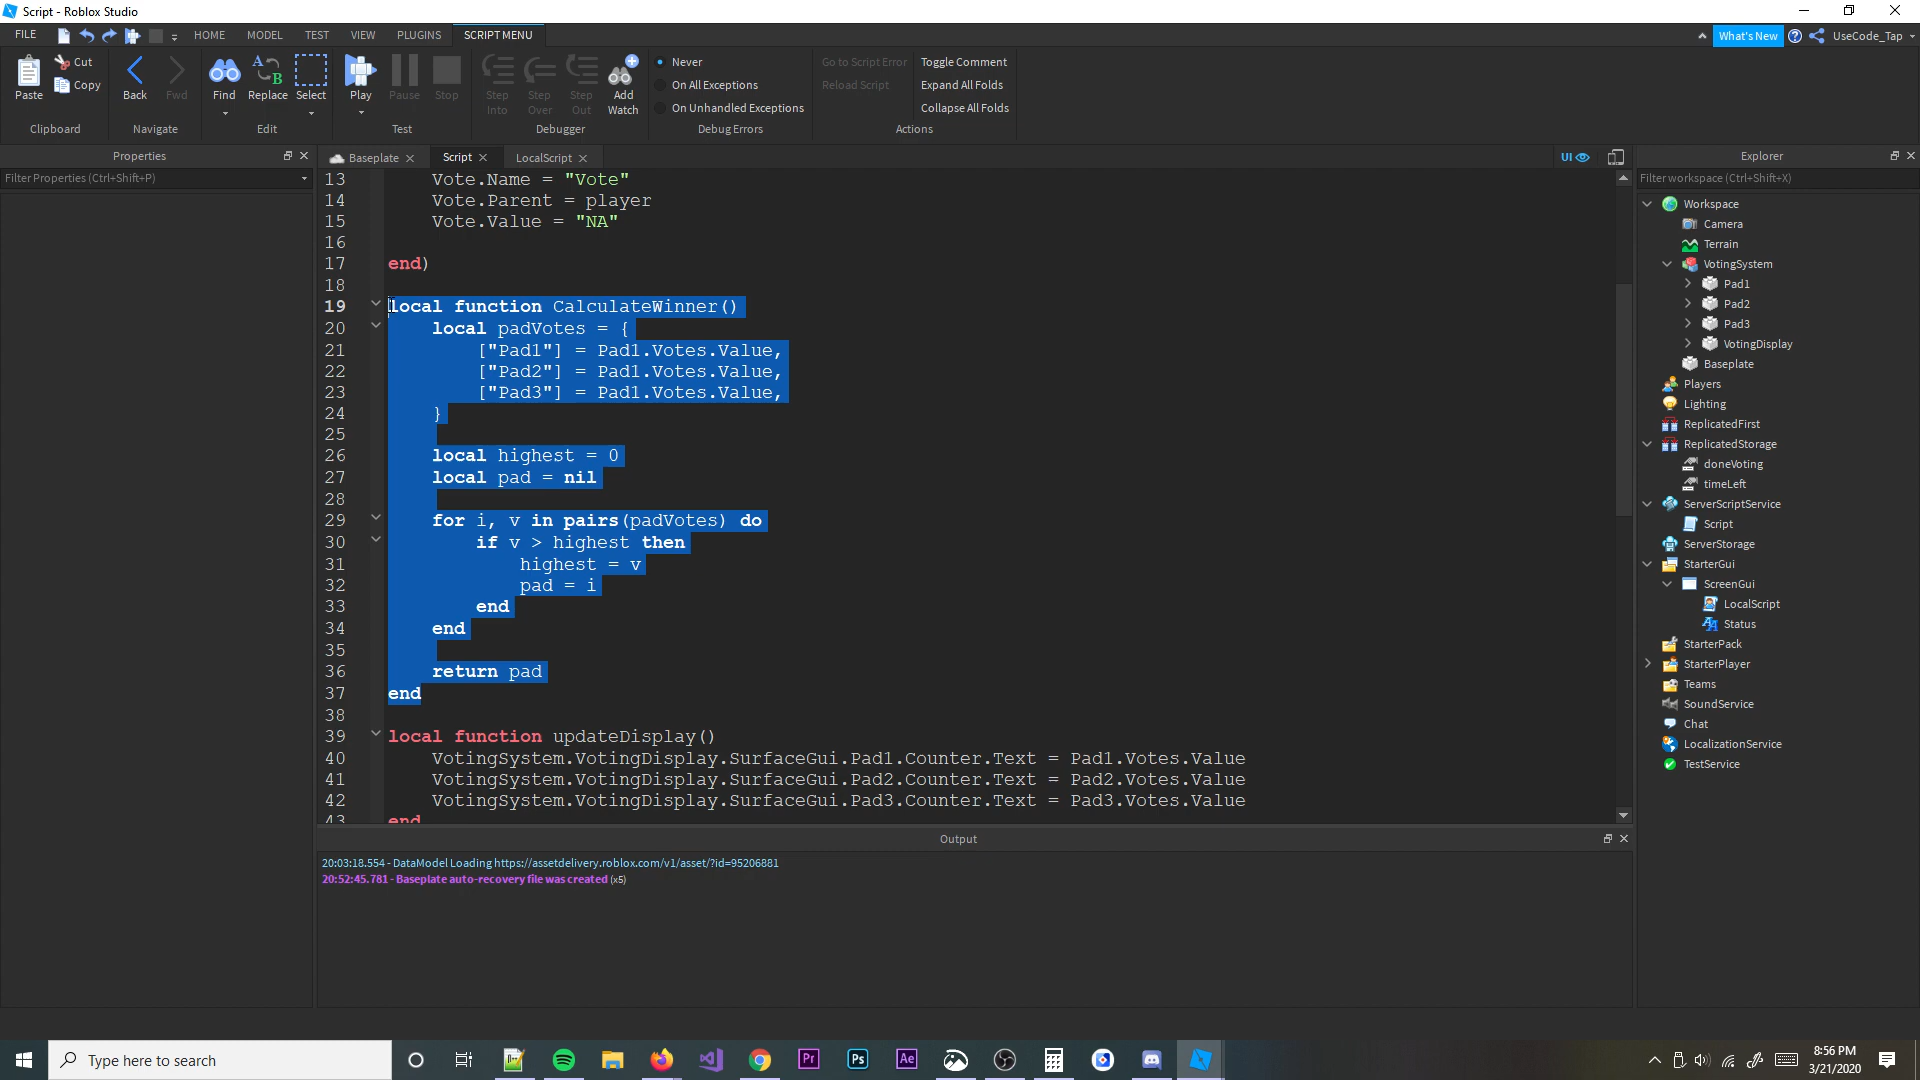 Script - Roblox Studio
FILE HOME MODEL TEST VIEW PLUGINS SCRIPT MENU What's New UseCode_Tap
Paste Cut Copy Back Fwd Find Replace Select Play Pause Stop Step Into Step Over Step Out Add Watch
Never
On All Exceptions
On Unhandled Exceptions
Go to Script Error
Reload Script
Toggle Comment
Expand All Folds
Collapse All Folds
Clipboard Navigate Edit Test Debugger Debug Errors Actions
Properties
Filter Properties (Ctrl+Shift+P)
Baseplate Script LocalScript UI
13 Vote.Name = "Vote"
14 Vote.Parent = player
15 Vote.Value = "NA"
16
17 end)
18
19 local function CalculateWinner()
20 local padVotes = {
21 ["Pad1"] = Pad1.Votes.Value,
22 ["Pad2"] = Pad1.Votes.Value,
23 ["Pad3"] = Pad1.Votes.Value,
24 }
25
26 local highest = 0
27 local pad = nil
28
29 for i, v in pairs(padVotes) do
30 if v > highest then
31 highest = v
32 pad = i
33 end
34 end
35
36 return pad
37 end
38
39 local function updateDisplay()
40 VotingSystem.VotingDisplay.SurfaceGui.Pad1.Counter.Text = Pad1.Votes.Value
41 VotingSystem.VotingDisplay.SurfaceGui.Pad2.Counter.Text = Pad2.Votes.Value
42 VotingSystem.VotingDisplay.SurfaceGui.Pad3.Counter.Text = Pad3.Votes.Value
43 end
Output
20:03:18.554 - DataModel Loading https://assetdelivery.roblox.com/v1/asset/?id=95206881
20:52:45.781 - Baseplate auto-recovery file was created (x5)
Explorer
Filter workspace (Ctrl+Shift+X)
Workspace
Camera
Terrain
VotingSystem
Pad1
Pad2
Pad3
VotingDisplay
Baseplate
Players
Lighting
ReplicatedFirst
ReplicatedStorage
doneVoting
timeLeft
ServerScriptService
Script
ServerStorage
StarterGui
ScreenGui
LocalScript
Status
StarterPack
StarterPlayer
Teams
SoundService
Chat
LocalizationService
TestService
Type here to search
Pr Ps Ae
8:56 PM
3/21/2020